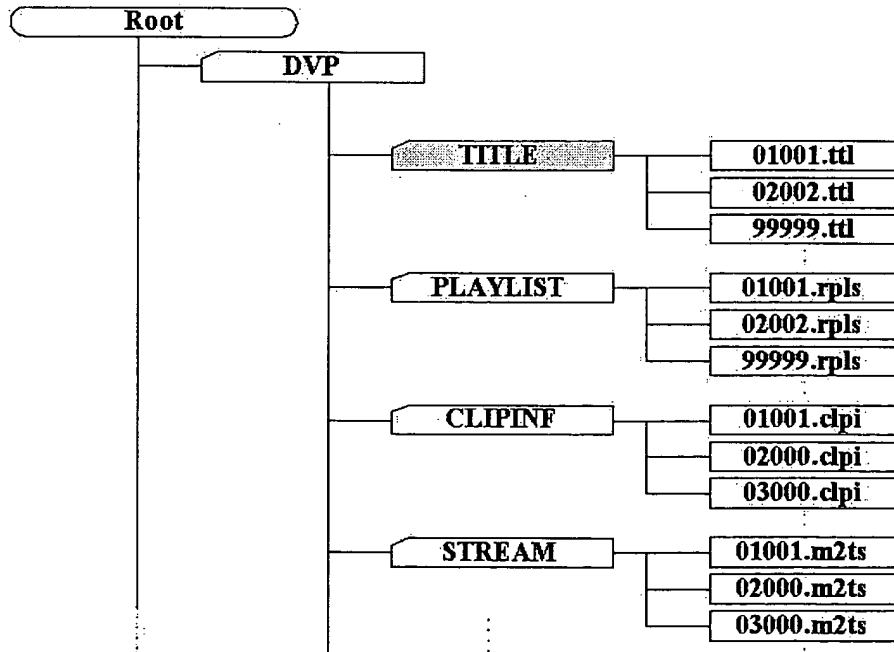 Root
DVP
TITLE
01001.ttl
02002.ttl
99999.ttl
PLAYLIST
01001.rpls
02002.rpls
99999.rpls
CLIPINF
01001.clpi
02000.clpi
03000.clpi
STREAM
01001.m2ts
02000.m2ts
03000.m2ts